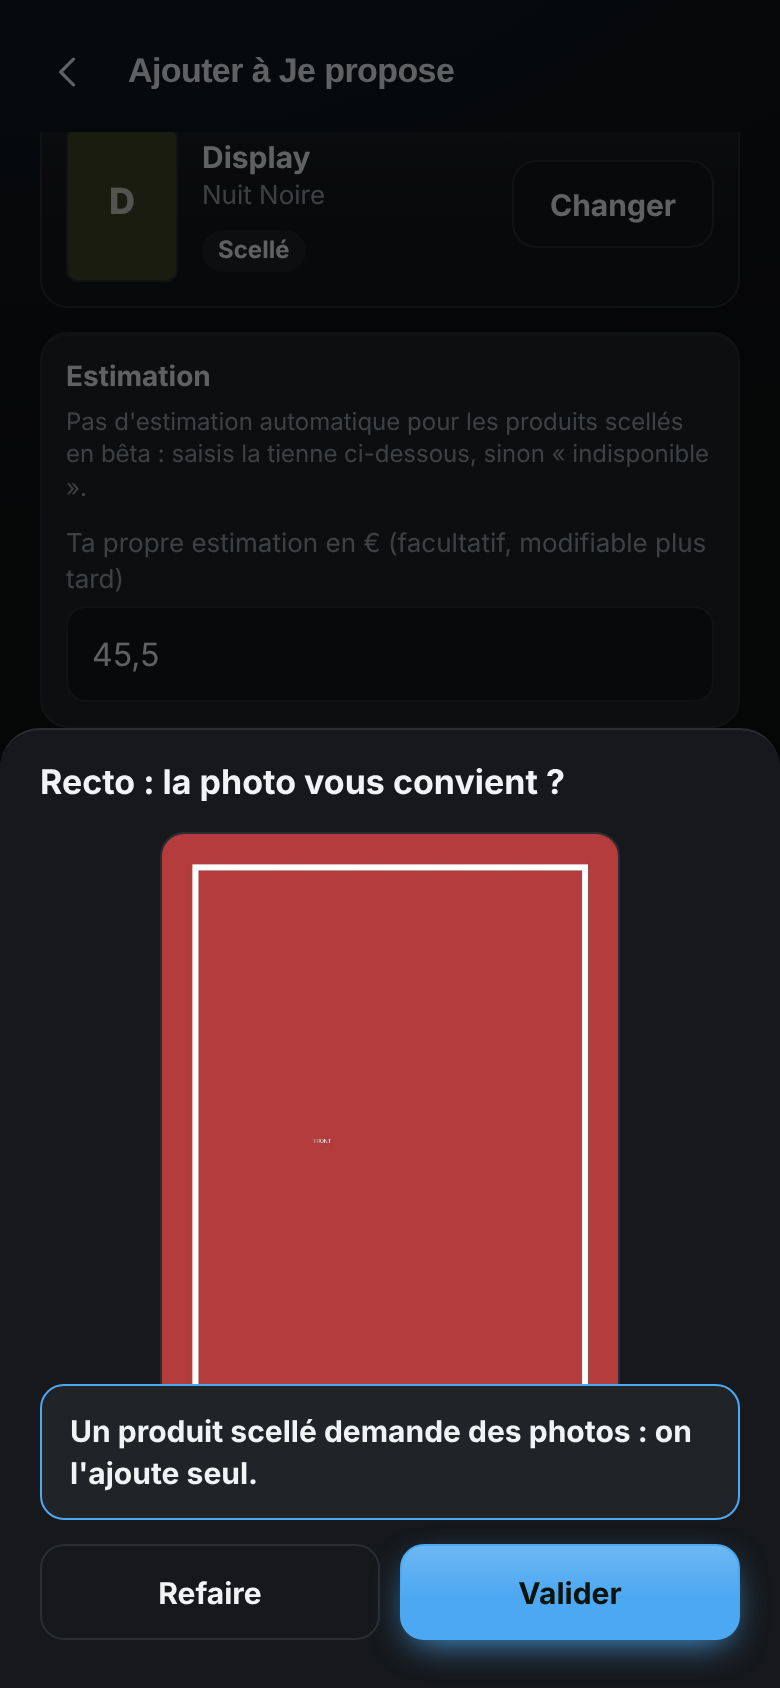 Ajouter à Je propose
D
Display
Nuit Noire
Scellé
Changer
Estimation
Pas d'estimation automatique pour les produits scellés
en bêta : saisis la tienne ci-dessous, sinon « indisponible
».
Ta propre estimation en € (facultatif, modifiable plus
tard)
45,5
Recto : la photo vous convient ?
FRONT
Un produit scellé demande des photos : on
l'ajoute seul.
Refaire
Valider